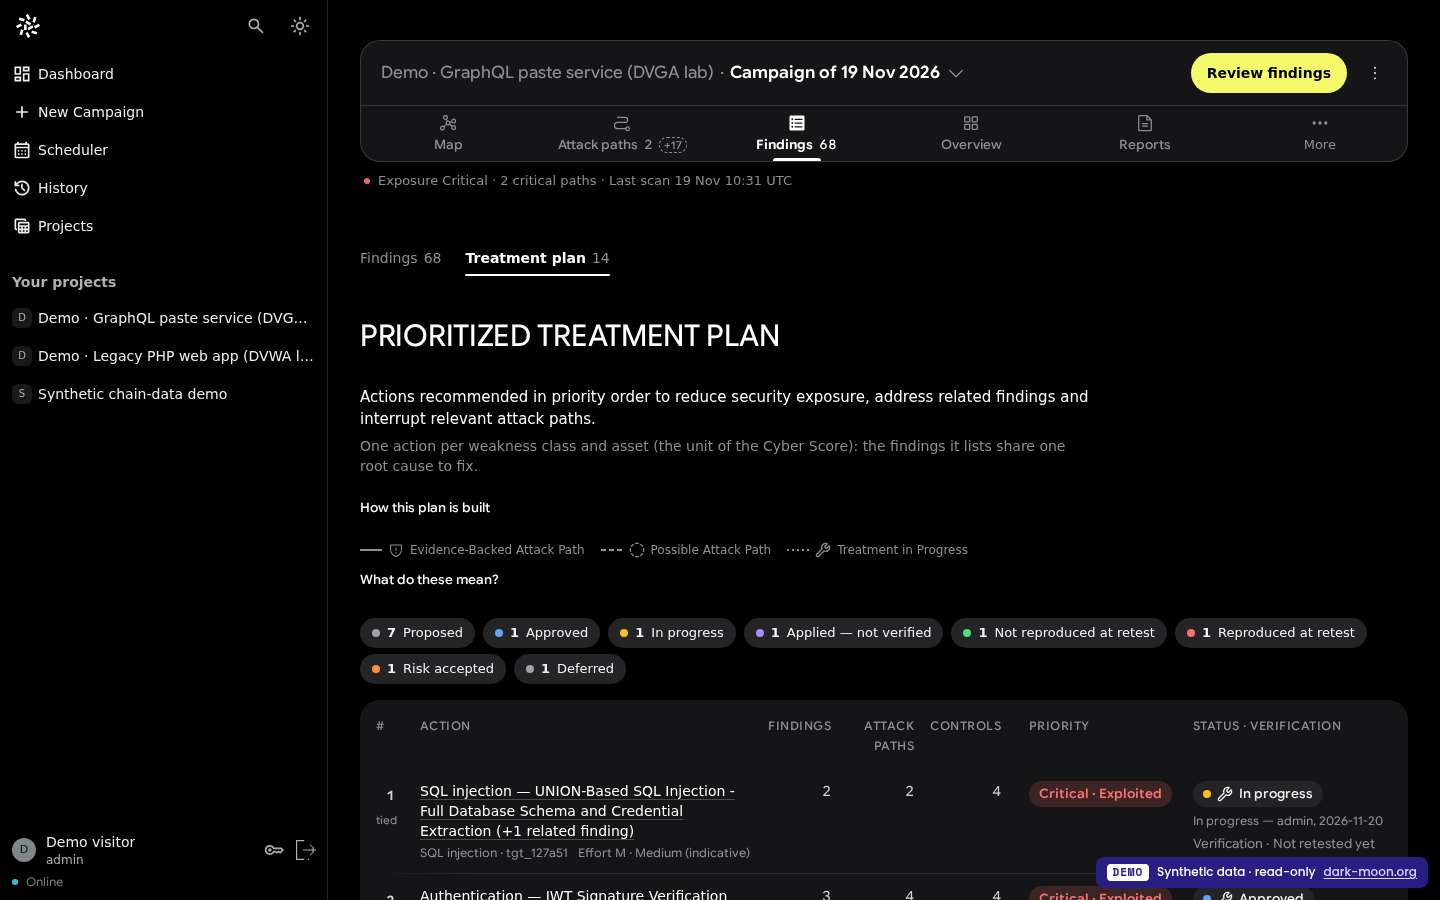 Dashboard
New Campaign
Scheduler
History
Projects
Your projects
D Demo · GraphQL paste service (DVG...
D Demo · Legacy PHP web app (DVWA l...
S Synthetic chain-data demo
D Demo visitor
admin
Online
Demo · GraphQL paste service (DVGA lab) · Campaign of 19 Nov 2026
Review findings
Map
Attack paths 2 +17
Findings 68
Overview
Reports
More
Exposure Critical · 2 critical paths · Last scan 19 Nov 10:31 UTC
Findings 68 Treatment plan 14
PRIORITIZED TREATMENT PLAN
Actions recommended in priority order to reduce security exposure, address related findings and
interrupt relevant attack paths.
One action per weakness class and asset (the unit of the Cyber Score): the findings it lists share one
root cause to fix.
How this plan is built
Evidence-Backed Attack Path Possible Attack Path Treatment in Progress
What do these mean?
7 Proposed 1 Approved 1 In progress 1 Applied — not verified 1 Not reproduced at retest 1 Reproduced at retest
1 Risk accepted 1 Deferred
# ACTION FINDINGS ATTACK PATHS CONTROLS PRIORITY STATUS · VERIFICATION
1 tied
SQL injection — UNION-Based SQL Injection -
Full Database Schema and Credential
Extraction (+1 related finding)
SQL injection · tgt_127a51 Effort M · Medium (indicative)
2 2 4 Critical · Exploited
In progress
In progress — admin, 2026-11-20
Verification · Not retested yet
2 Authentication — JWT Signature Verification 3 4 4 Critical · Exploited Approved
DEMO Synthetic data · read-only dark-moon.org